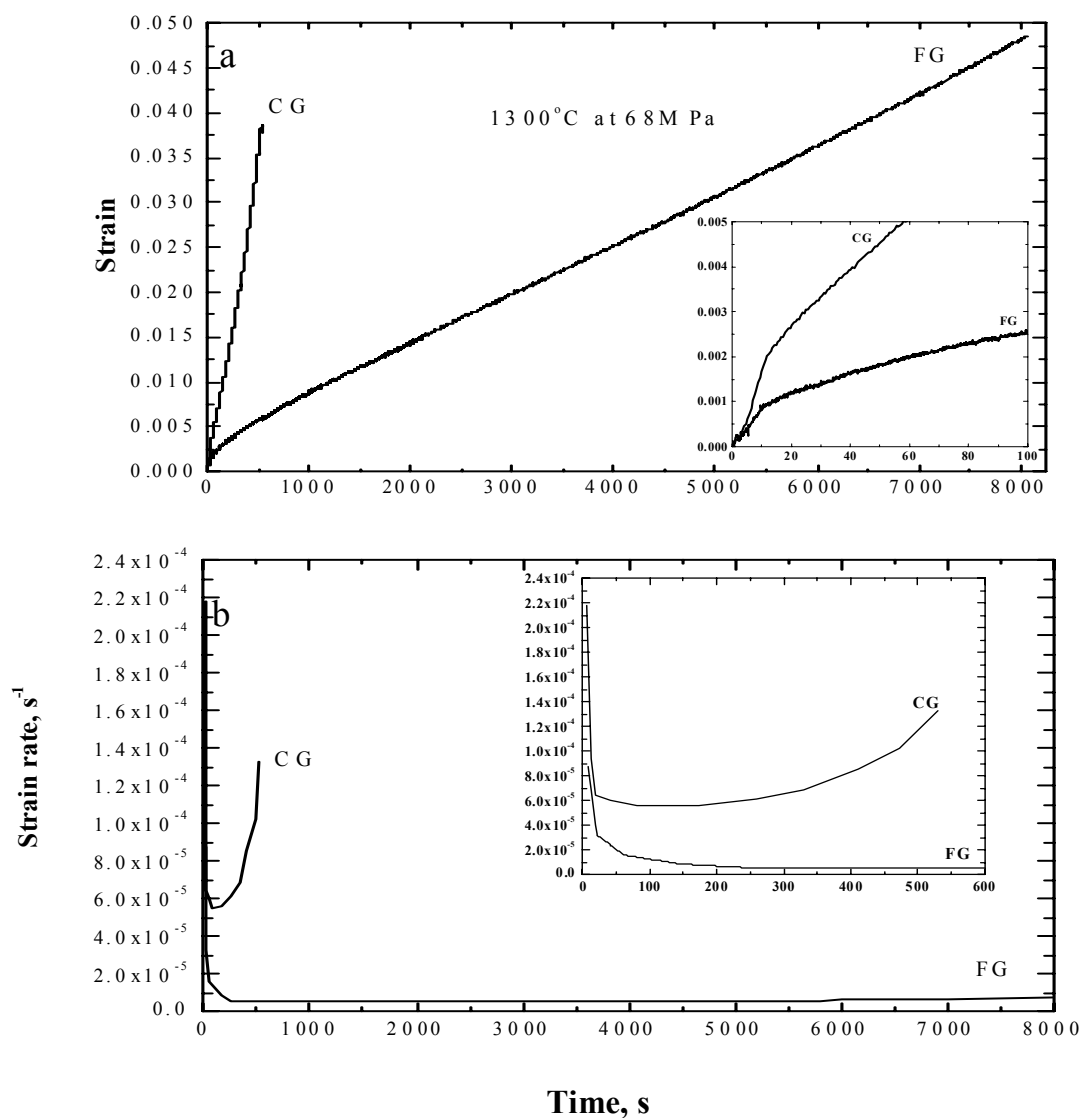 0.050
a
FG
0.045
CG
0.040
1300°C at 68MPa
0.035
0.030
Strain
0.025
0.020
0.015
0.010
0.005
0.000
0 1000 2000 3000 4000 5000 6000 7000 8000
0.005
CG
0.004
0.003
FG
0.002
0.001
0.000
0 20 40 60 80 100
2.4x10-4
b
2.2x10-4
2.0x10-4
1.8x10-4
1.6x10-4
1.4x10-4
CG
1.2x10-4
1.0x10-4
8.0x10-5
6.0x10-5
4.0x10-5
2.0x10-5
FG
0.0
Strain rate, s-1
0 1000 2000 3000 4000 5000 6000 7000 8000
2.4x10-4
2.2x10-4
2.0x10-4
1.8x10-4
1.6x10-4
1.4x10-4
CG
1.2x10-4
1.0x10-4
8.0x10-5
6.0x10-5
4.0x10-5
2.0x10-5
FG
0.0
0 100 200 300 400 500 600
Time, s